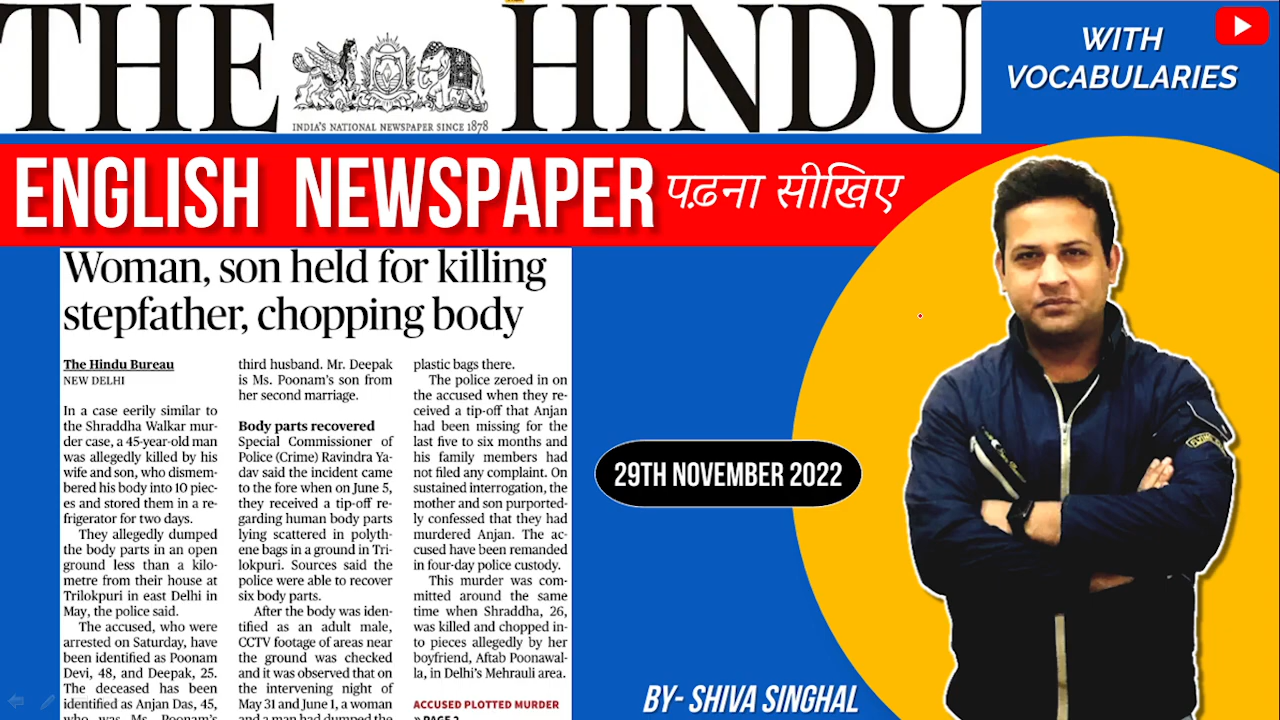 THE HINDU
INDIA'S NATIONAL NEWSPAPER SINCE 1878
WITH
VOCABULARIES
ENGLISH NEWSPAPER पढ़ना सीखिए
Woman, son held for killing
stepfather, chopping body
The Hindu Bureau
NEW DELHI
In a case eerily similar to
the Shraddha Walkar mur-
der case, a 45-year-old man
was allegedly killed by his
wife and son, who dismem-
bered his body into 10 piec-
es and stored them in a re-
frigerator for two days.
They allegedly dumped
the body parts in an open
ground less than a kilo-
metre from their house at
Trilokpuri in east Delhi in
May, the police said.
The accused, who were
arrested on Saturday, have
been identified as Poonam
Devi, 48, and Deepak, 25.
The deceased has been
identified as Anjan Das, 45,
who was Ms. Poonam's
third husband. Mr. Deepak
is Ms. Poonam's son from
her second marriage.
Body parts recovered
Special Commissioner of
Police (Crime) Ravindra Ya-
dav said the incident came
to the fore when on June 5,
they received a tip-off re-
garding human body parts
lying scattered in polyth-
ene bags in a ground in Tri-
lokpuri. Sources said the
police were able to recover
six body parts.
After the body was iden-
tified as an adult male,
CCTV footage of areas near
the ground was checked
and it was observed that on
the intervening night of
May 31 and June 1, a woman
and a man had dumped the
plastic bags there.
The police zeroed in on
the accused when they re-
ceived a tip-off that Anjan
had been missing for the
last five to six months and
his family members had
not filed any complaint. On
sustained interrogation, the
mother and son purported-
ly confessed that they had
murdered Anjan. The ac-
cused have been remanded
in four-day police custody.
This murder was com-
mitted around the same
time when Shraddha, 26,
was killed and chopped in-
to pieces allegedly by her
boyfriend, Aftab Poonawal-
la, in Delhi's Mehrauli area.
ACCUSED PLOTTED MURDER
» PAGE 2
29TH NOVEMBER 2022
BY- SHIVA SINGHAL